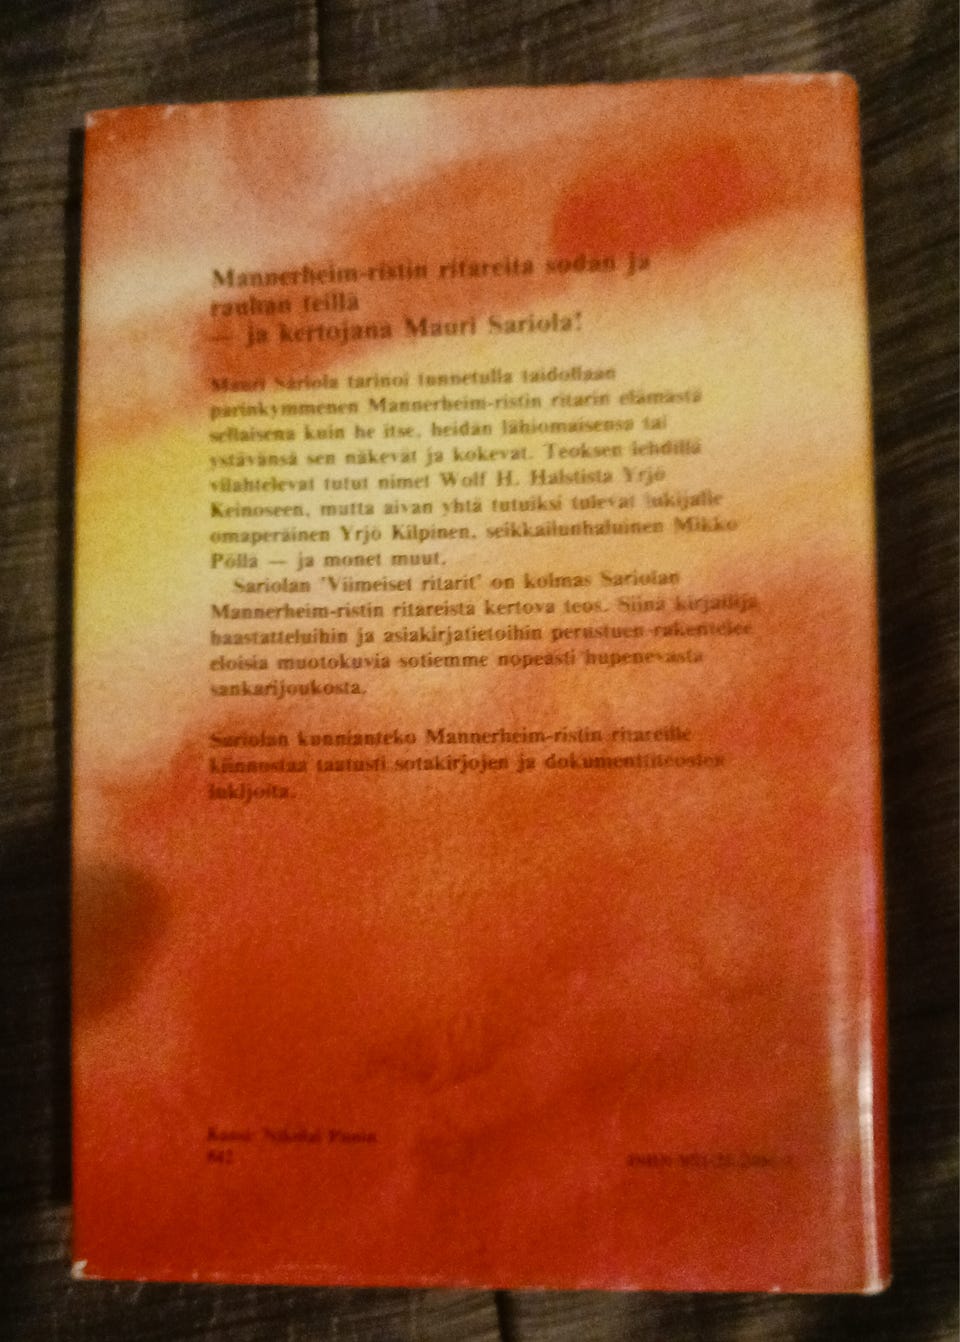 Mannerheim-ristin ritareita sodan ja
rauhan teillä
— ja kertojana Mauri Sariola!
Mauri Sariola tarinoi tunnetulla taidollaan
parinkymmenen Mannerheim-ristin ritarin elämästä
sellaisena kuin he itse, heidän lähiomaisensa tai
ystävänsä sen näkevät ja kokevat. Teoksen lehdillä
vilahtelevat tutut nimet Wolf H. Halstista Yrjö
Keinoseen, mutta aivan yhtä tutuiksi tulevat lukijalle
omaperäinen Yrjö Kilpinen, seikkailunhaluinen Mikko
Pöllä — ja monet muut.
Sariolan 'Viimeiset ritarit' on kolmas Sariolan
Mannerheim-ristin ritareista kertova teos. Siinä kirjailija
haastatteluihin ja asiakirjatietoihin perustuen rakentelee
eloisia muotokuvia sotiemme nopeasti hupenevasta
sankarijoukosta.
Sariolan kunnianteko Mannerheim-ristin ritareille
kiinnostaa taatusti sotakirjojen ja dokumenttiteosten
lukijoita.
Kansi: Nikolai
ISBN